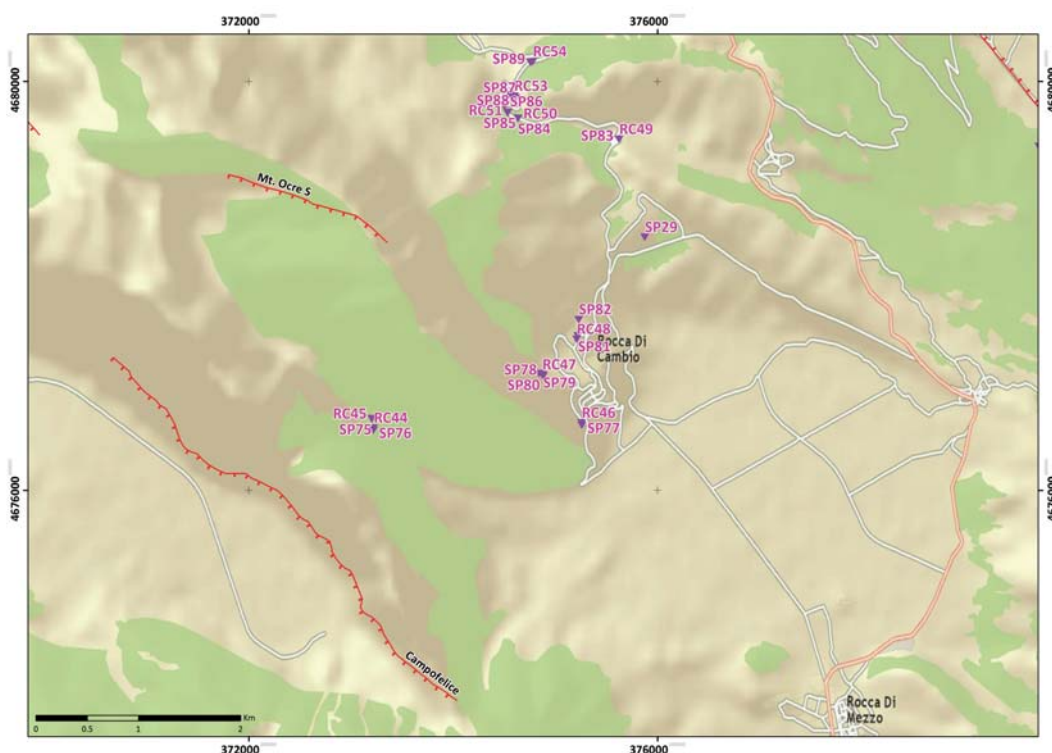 372000 376000
RC54
SP89
4680000 4680000
SP87 RC53
SP88 SP86
RC51 RC50
SP85 SP84
SP83 RC49
Mt. Ocre S
SP29
SP82
RC48
SP81 Rocca Di
Cambio
SP78 RC47
SP80 SP79
RC45 RC44
SP75 SP76
RC46
SP77
4676000 4676000
Campofelice
Rocca Di
Mezzo
Km
0 0.5 1 2
372000 376000